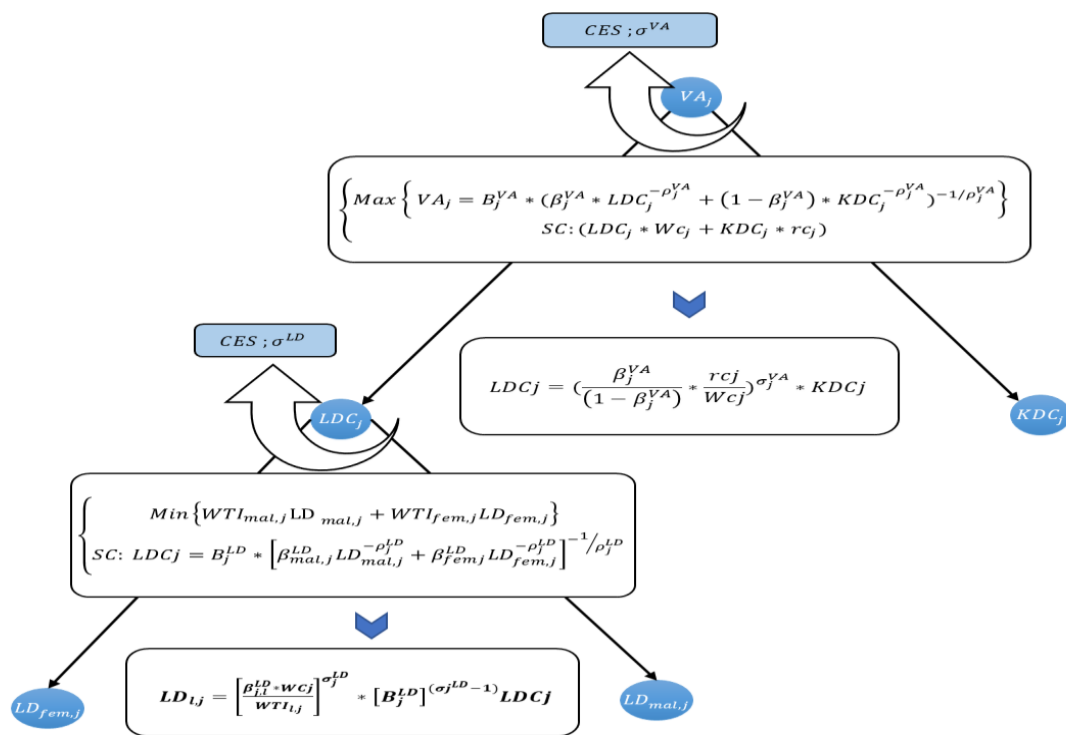 CES ; σ^{VA}
VA_j
Max { VA_j = B_j^{VA} * (β_j^{VA} * LDC_j^{-ρ_j^{VA}} + (1 - β_j^{VA}) * KDC_j^{-ρ_j^{VA}})^{-1/ρ_j^{VA}} }
SC: (LDC_j * Wc_j + KDC_j * rc_j)
CES ; σ^{LD}
LDCj = (\frac{β_j^{VA}}{(1 - β_j^{VA})} * \frac{rcj}{Wcj})^{σ_j^{VA}} * KDCj
LDC_j
KDC_j
Min {WTI_{mal,j} LD_{mal,j} + WTI_{fem,j} LD_{fem,j}}
SC: LDCj = B_j^{LD} * [β_{mal,j}^{LD} LD_{mal,j}^{-ρ_j^{LD}} + β_{femj}^{LD} LD_{fem,j}^{-ρ_j^{LD}}]^{-1/ρ_j^{LD}}
LD_{fem,j}
LD_{l,j} = [\frac{β_{j,l}^{LD} * WCj}{WTI_{l,j}}]^{σ_j^{LD}} * [B_j^{LD}]^{(σj^{LD} - 1)} LDCj
LD_{mal,j}